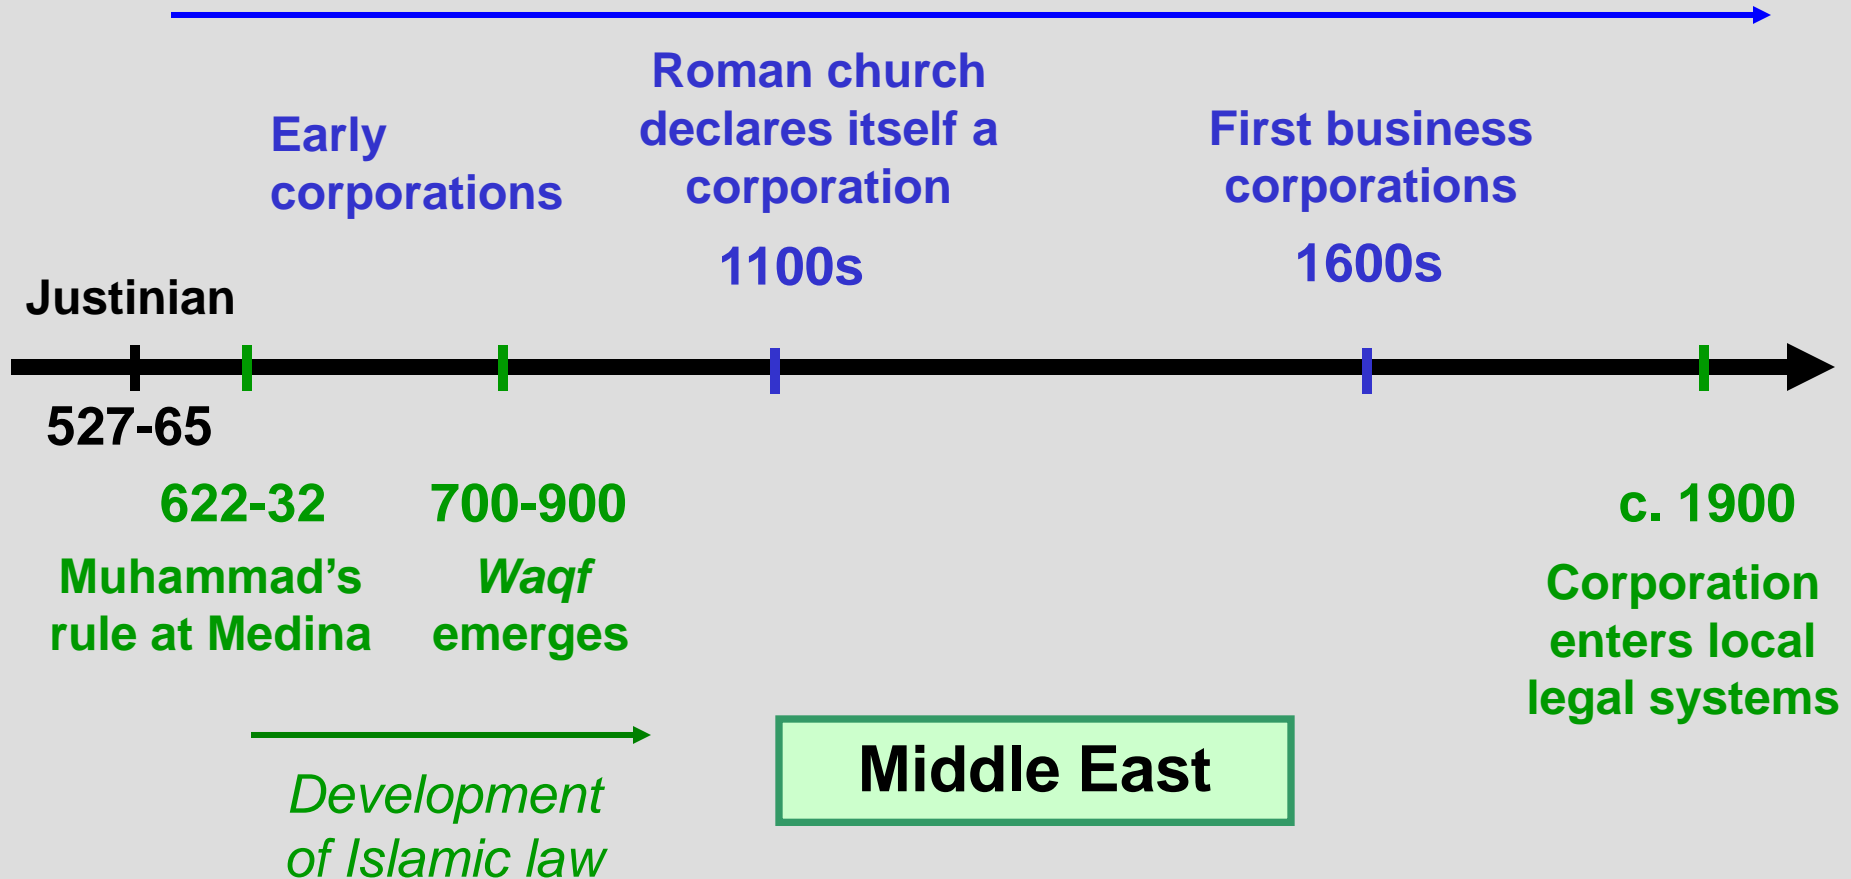 Early
corporations
Roman church
declares itself a
corporation
1100s
First business
corporations
1600s
Justinian
527-65
622-32
Muhammad’s
rule at Medina
700-900
Waqf
emerges
c. 1900
Corporation
enters local
legal systems
Development
of Islamic law
Middle East